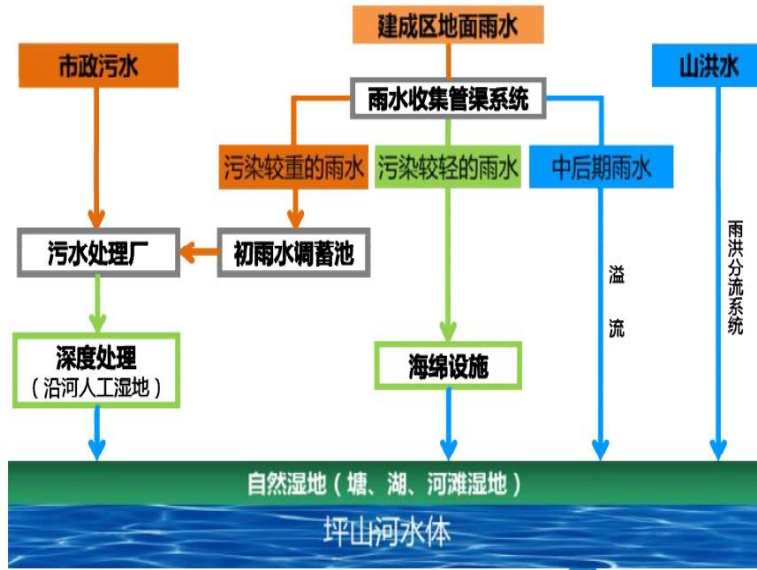 建成区地面雨水
市政污水
山洪水
雨水收集管渠系统
污染较重的雨水
污染较轻的雨水
中后期雨水
污水处理厂
初雨水调蓄池
溢流
雨洪分流系统
深度处理
（沿河人工湿地）
海绵设施
自然湿地（塘、湖、河滩湿地）
坪山河水体